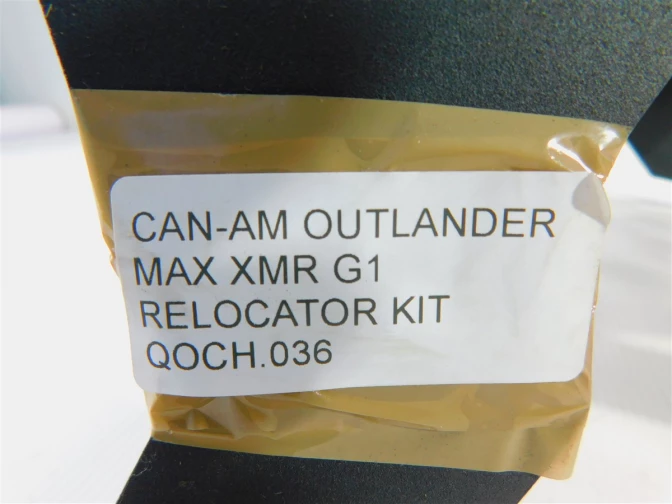 CAN-AM OUTLANDER
MAX XMR G1
RELOCATOR KIT
QOCH.036